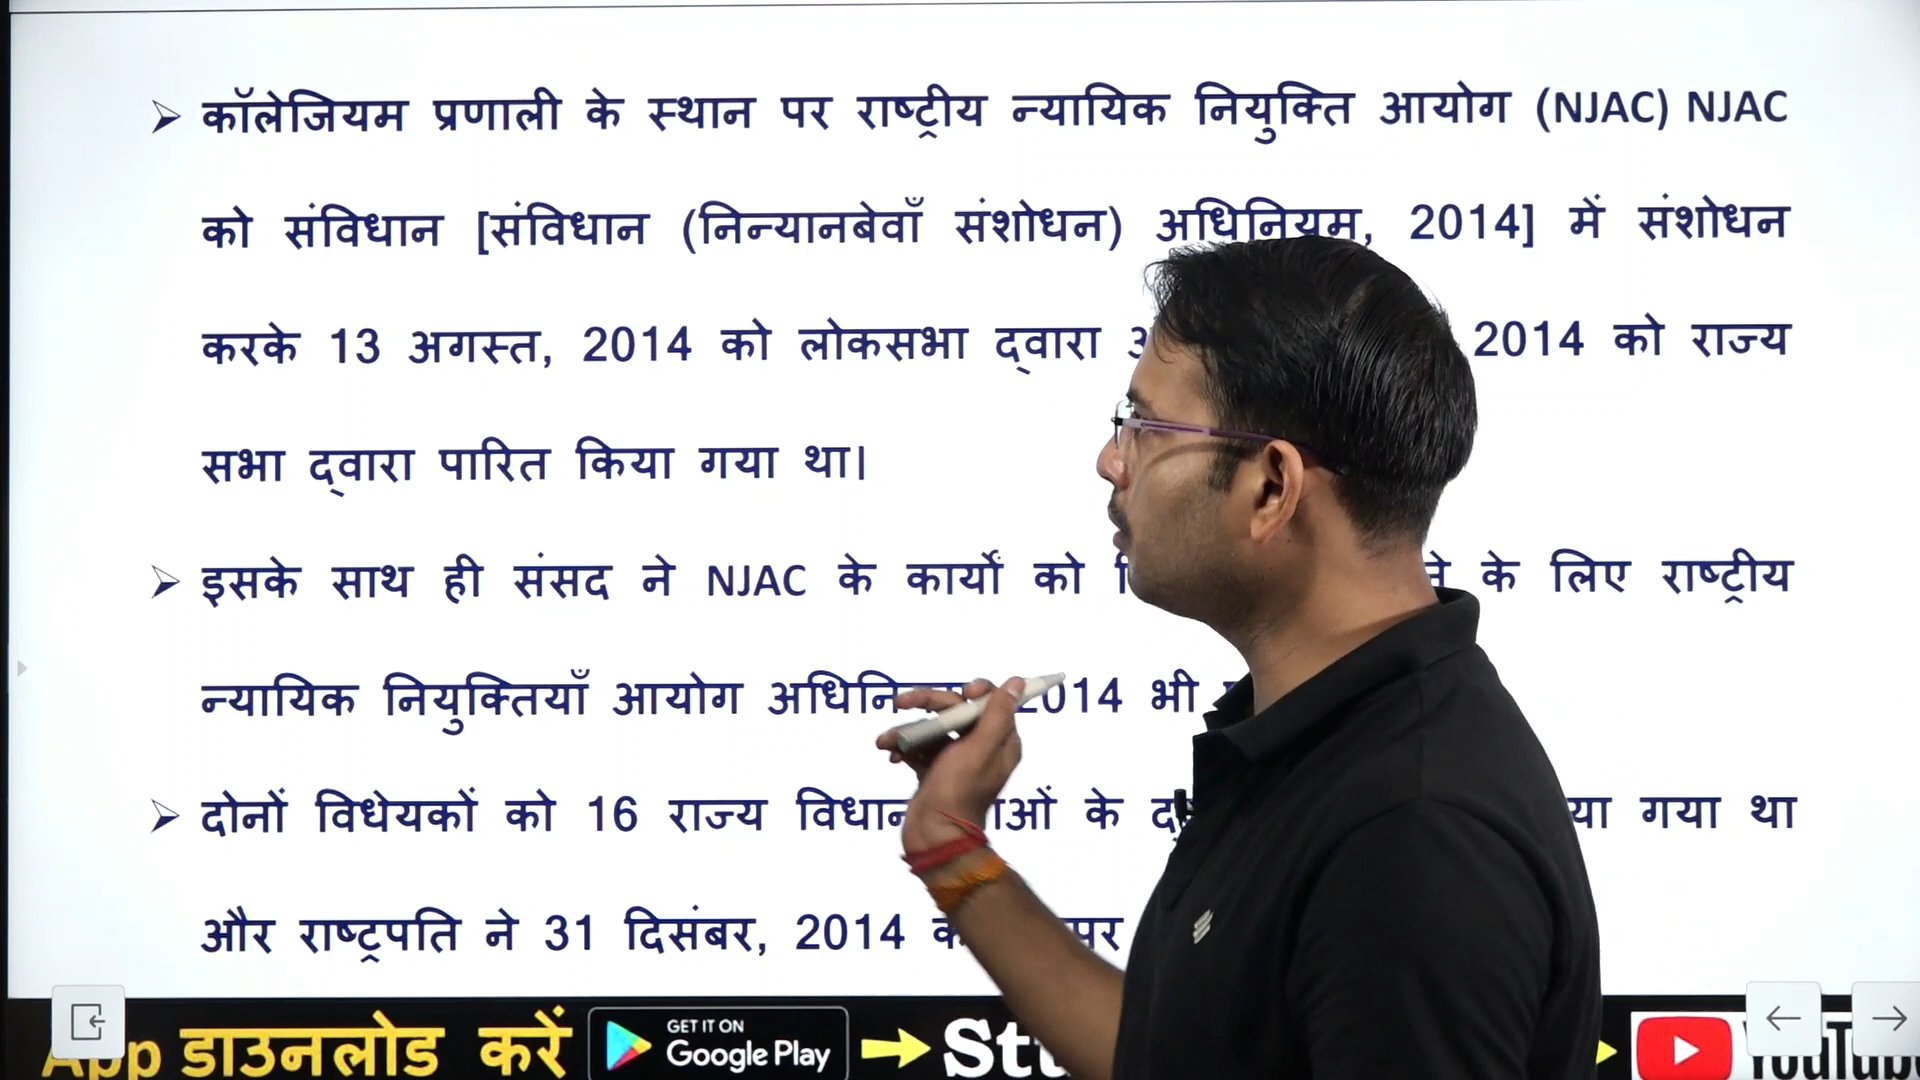 ➢ कॉलेजियम प्रणाली के स्थान पर राष्ट्रीय न्यायिक नियुक्ति आयोग (NJAC) NJAC
को संविधान [संविधान (निन्यानबेवाँ संशोधन) अधिनियम, 2014] में संशोधन
करके 13 अगस्त, 2014 को लोकसभा द्वारा 2014 को राज्य
सभा द्वारा पारित किया गया था।
➢ इसके साथ ही संसद ने NJAC के कार्यों को के लिए राष्ट्रीय
न्यायिक नियुक्तियाँ आयोग 2014 भी
➢ दोनों विधेयकों को 16 राज्य के गया था
और राष्ट्रपति ने 31 दिसंबर, 2014
App डाउनलोड करें GET IT ON Google Play YouTube